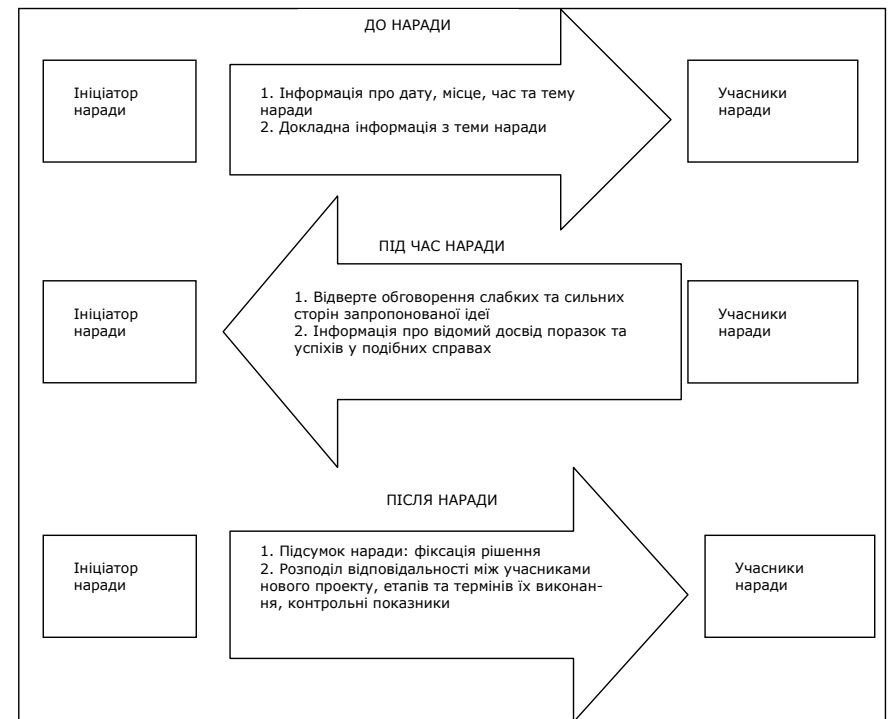 ДО НАРАДИ
Ініціатор
наради
1. Інформація про дату, місце, час та тему
наради
2. Докладна інформація з теми наради
Учасники
наради
ПІД ЧАС НАРАДИ
Ініціатор
наради
1. Відверте обговорення слабких та сильних
сторін запропонованої ідеї
2. Інформація про відомий досвід поразок та
успіхів у подібних справах
Учасники
наради
ПІСЛЯ НАРАДИ
Ініціатор
наради
1. Підсумок наради: фіксація рішення
2. Розподіл відповідальності між учасниками
нового проекту, етапів та термінів їх виконан-
ня, контрольні показники
Учасники
наради